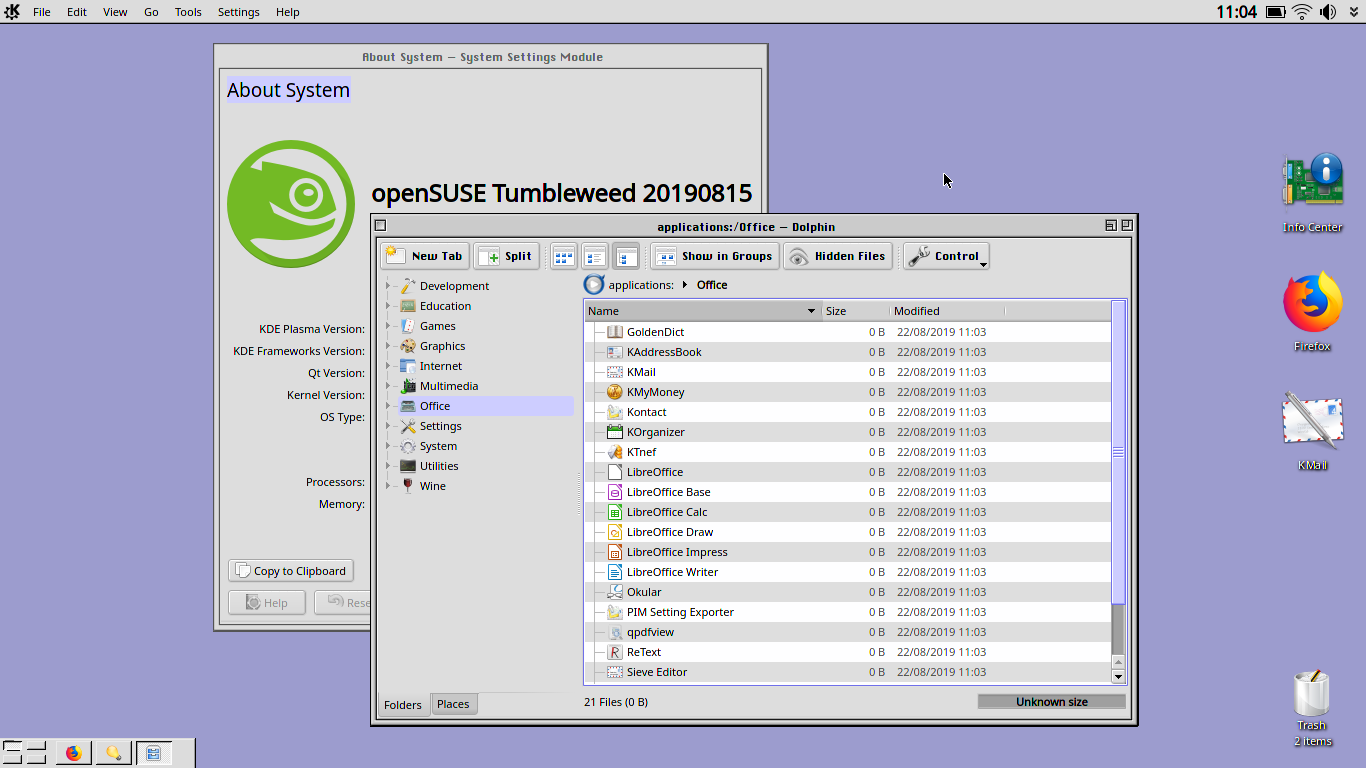 File Edit View Go Tools Settings Help 11:04
About System — System Settings Module
About System
openSUSE Tumbleweed 20190815
KDE Plasma Version:
KDE Frameworks Version:
Qt Version:
Kernel Version:
OS Type:
Processors:
Memory:
Copy to Clipboard
Help Rese
applications:/Office — Dolphin
New Tab Split Show in Groups Hidden Files Control
Development
Education
Games
Graphics
Internet
Multimedia
Office
Settings
System
Utilities
Wine
Folders Places
applications: Office
Name Size Modified
GoldenDict 0 B 22/08/2019 11:03
KAddressBook 0 B 22/08/2019 11:03
KMail 0 B 22/08/2019 11:03
KMyMoney 0 B 22/08/2019 11:03
Kontact 0 B 22/08/2019 11:03
KOrganizer 0 B 22/08/2019 11:03
KTnef 0 B 22/08/2019 11:03
LibreOffice 0 B 22/08/2019 11:03
LibreOffice Base 0 B 22/08/2019 11:03
LibreOffice Calc 0 B 22/08/2019 11:03
LibreOffice Draw 0 B 22/08/2019 11:03
LibreOffice Impress 0 B 22/08/2019 11:03
LibreOffice Writer 0 B 22/08/2019 11:03
Okular 0 B 22/08/2019 11:03
PIM Setting Exporter 0 B 22/08/2019 11:03
qpdfview 0 B 22/08/2019 11:03
ReText 0 B 22/08/2019 11:03
Sieve Editor 0 B 22/08/2019 11:03
21 Files (0 B) Unknown size
Info Center
Firefox
KMail
Trash
2 items